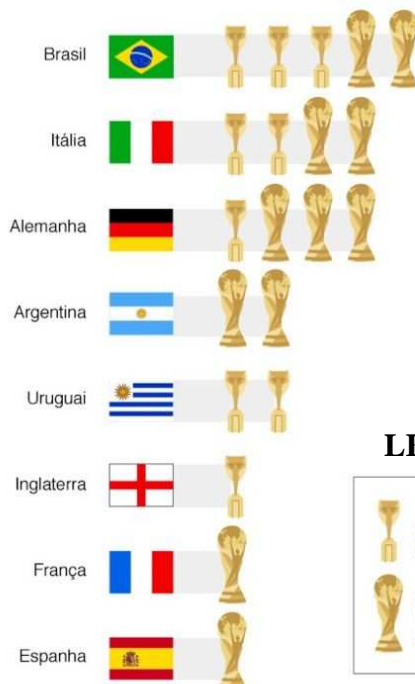 Brasil
Itália
Alemanha
Argentina
Uruguai
Inglaterra
França
Espanha